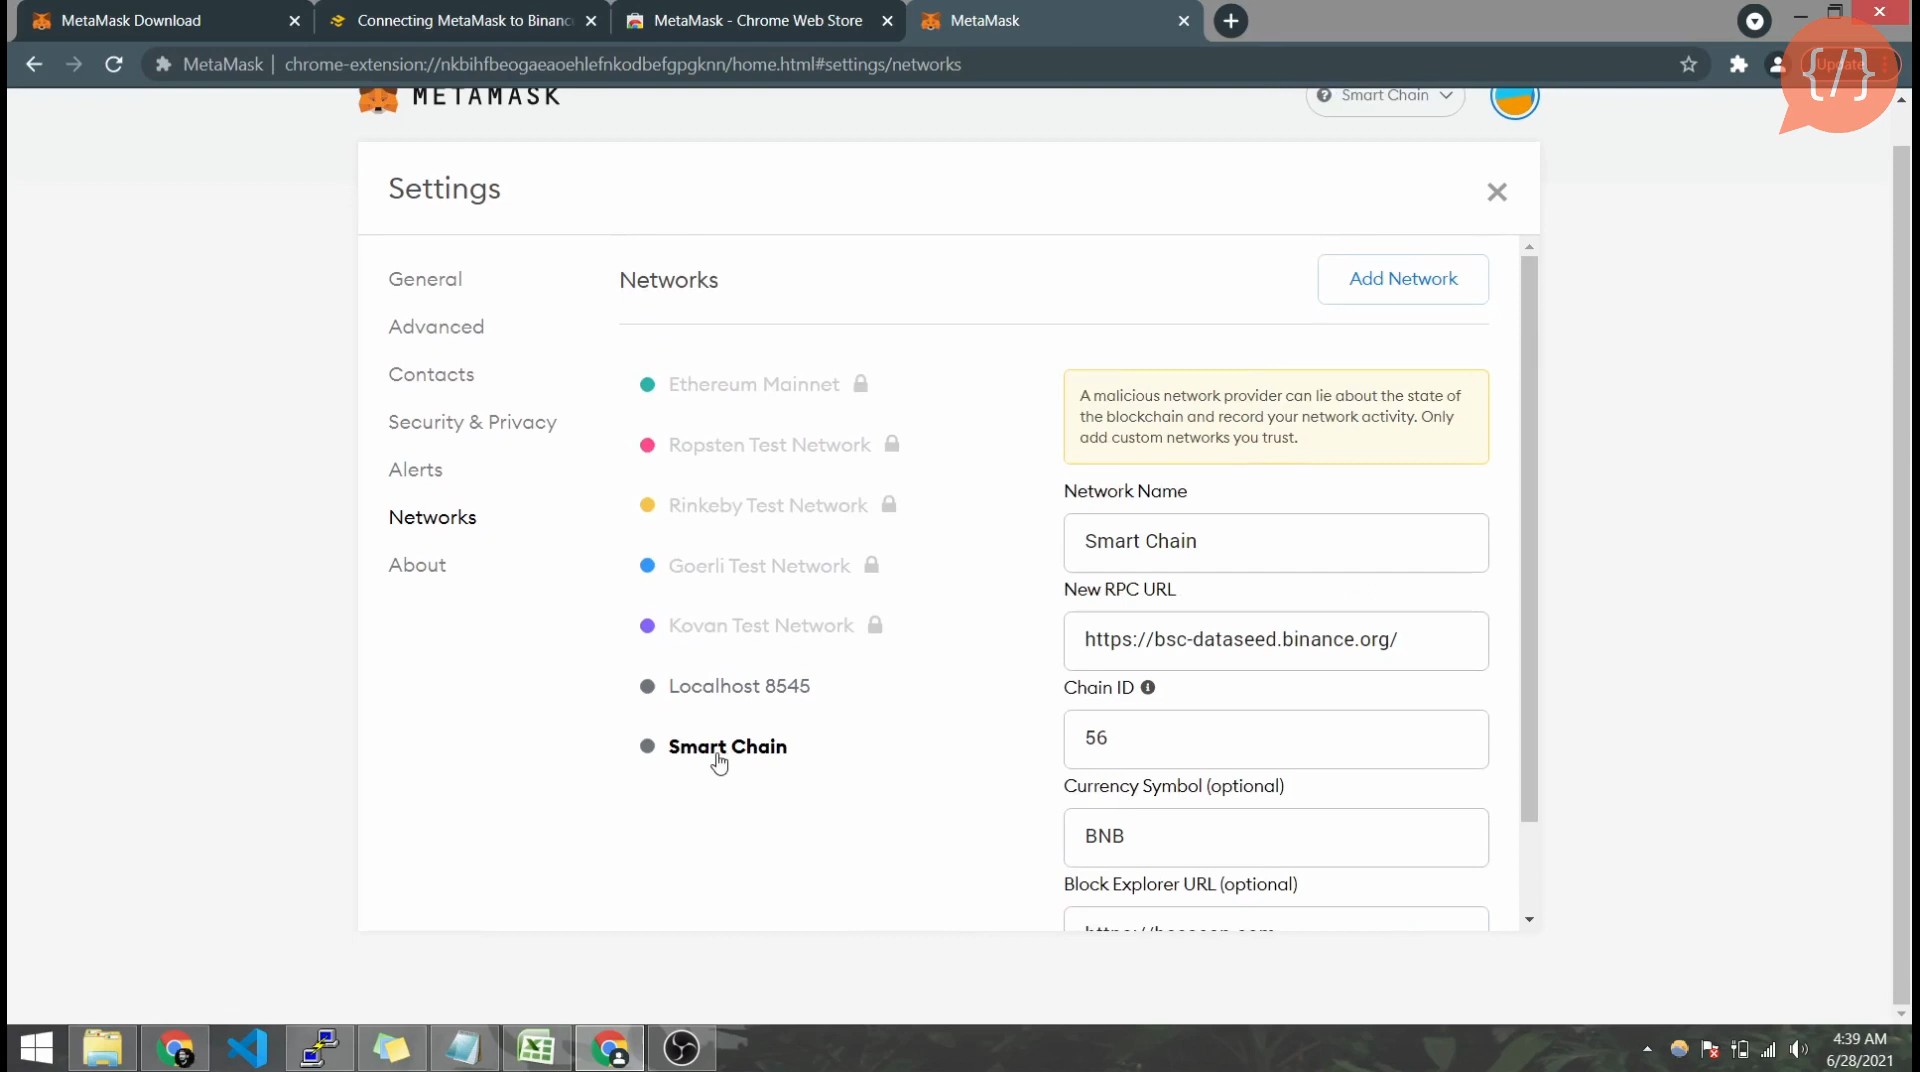 MetaMask Download
Connecting MetaMask to Binanc
MetaMask - Chrome Web Store
MetaMask
MetaMask
chrome-extension://nkbihfbeogaeaoehlefnkodbefgpgknn/home.html#settings/networks
Update
{/}
METAMASK
Smart Chain
Settings
General
Advanced
Contacts
Security & Privacy
Alerts
Networks
About
Networks
Add Network
Ethereum Mainnet
Ropsten Test Network
Rinkeby Test Network
Goerli Test Network
Kovan Test Network
Localhost 8545
Smart Chain
A malicious network provider can lie about the state of
the blockchain and record your network activity. Only
add custom networks you trust.
Network Name
Smart Chain
New RPC URL
https://bsc-dataseed.binance.org/
Chain ID
56
Currency Symbol (optional)
BNB
Block Explorer URL (optional)
https://bscscan.com
4:39 AM
6/28/2021